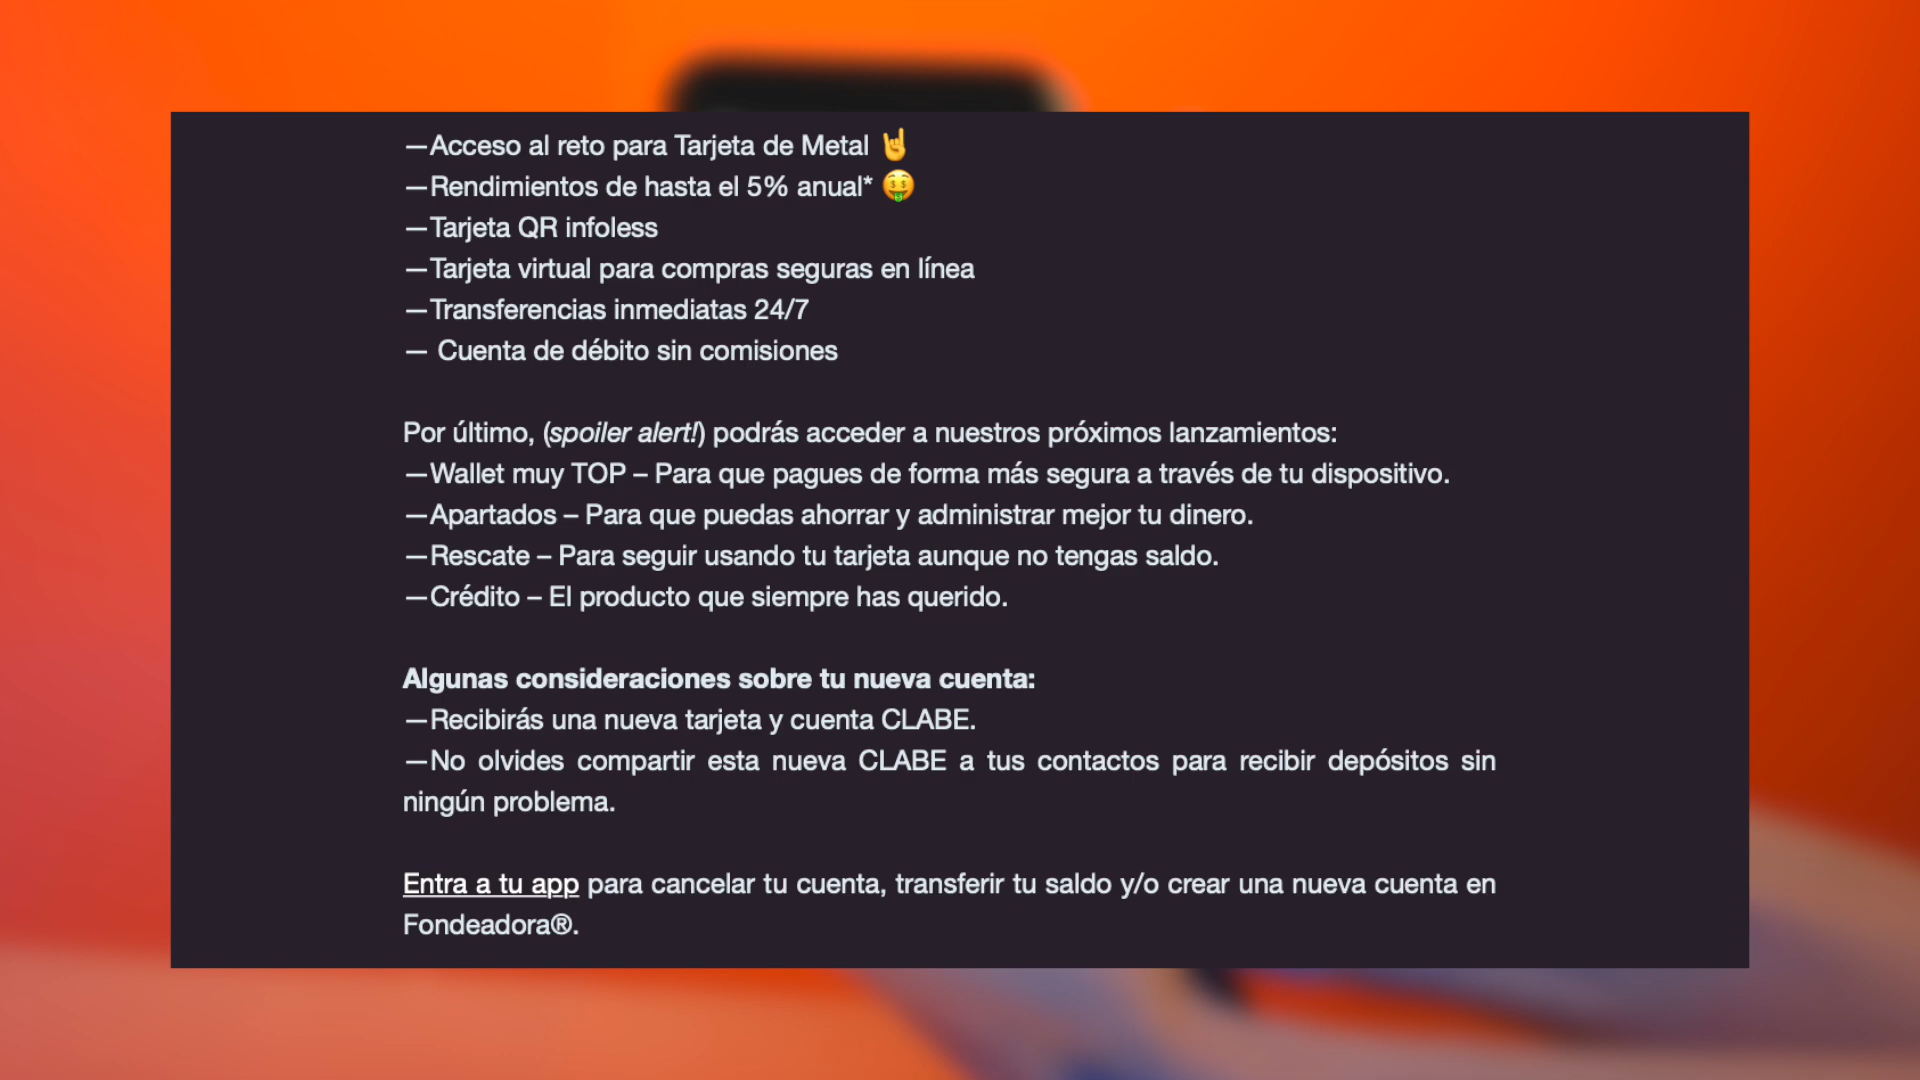 —Acceso al reto para Tarjeta de Metal 🤘
—Rendimientos de hasta el 5% anual* 🤑
—Tarjeta QR infoless
—Tarjeta virtual para compras seguras en línea
—Transferencias inmediatas 24/7
— Cuenta de débito sin comisiones
Por último, (spoiler alert!) podrás acceder a nuestros próximos lanzamientos:
—Wallet muy TOP – Para que pagues de forma más segura a través de tu dispositivo.
—Apartados – Para que puedas ahorrar y administrar mejor tu dinero.
—Rescate – Para seguir usando tu tarjeta aunque no tengas saldo.
—Crédito – El producto que siempre has querido.
Algunas consideraciones sobre tu nueva cuenta:
—Recibirás una nueva tarjeta y cuenta CLABE.
—No olvides compartir esta nueva CLABE a tus contactos para recibir depósitos sin
ningún problema.
Entra a tu app para cancelar tu cuenta, transferir tu saldo y/o crear una nueva cuenta en
Fondeadora®.